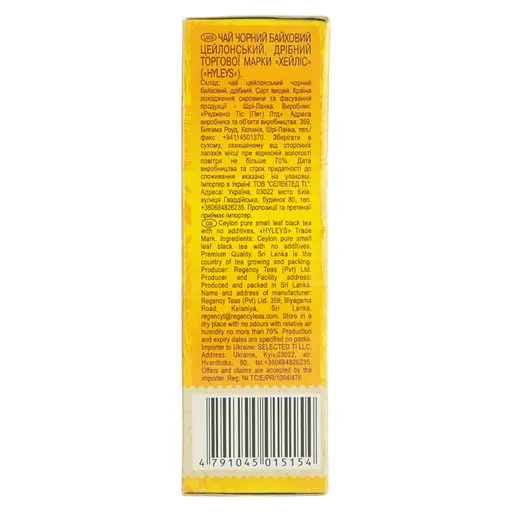 UKR ЧАЙ ЧОРНИЙ БАЙХОВИЙ
ЦЕЙЛОНСЬКИЙ, ДРІБНИЙ
ТОРГОВОЇ МАРКИ «ХЕЙЛІС»
(«HYLEYS»).
Склад: чай цейлонський чорний
байховий, дрібний. Сорт вищий. Країна
походження сировини та фасування
продукції - Шрі-Ланка. Виробник:
«Реджено Тіс (Пвт) Лтд» Адреса
виробника та об'єкта виробництва: 359,
Біягама Роуд, Келанія, Шрі-Ланка, тел./
факс +94114501370. Зберігати в
сухому, захищеному від сторонніх
запахів місці при відносній вологості
повітря не більше 70%. Дата
виробництва та строк придатності до
споживання вказано на упаковці.
Імпортер в Україні: ТОВ "СЕЛЕКТЕД ТІ,"
Адреса: Україна, 03022 місто Київ,
вулиця Гвардійська, будинок 80, тел.:
+380684826235. Пропозиції та претензії
приймає імпортер.
GB Ceylon pure small leaf black tea
with no additives, «HYLEYS» Trade
Mark. Ingredients: Ceylon pure small
leaf black tea with no additives,
Premium Quality. Sri Lanka is the
country of tea growing and packing.
Producer: Regency Teas (Pvt) Ltd.
Produced and packed in Sri Lanka.
Name and address of manufacturer:
Regency Teas (Pvt) Ltd. 359, Biyagama
Road, Kelaniya, Sri Lanka.
regencyt@regencyteas.com. Store in a
dry place with no odours with relative air
humidity no more than 70%. Production
and expiry dates are specified on packs.
Importer to Ukraine: SELECTED TI LLC,
Address: Ukraine, Kyiv,03022, str.
Hvardiiska, 80, tel.:+380684826235.
Offers and claims are accepted by the
importer Reg. № TC/E/PR/1004/476
4 791045 015154